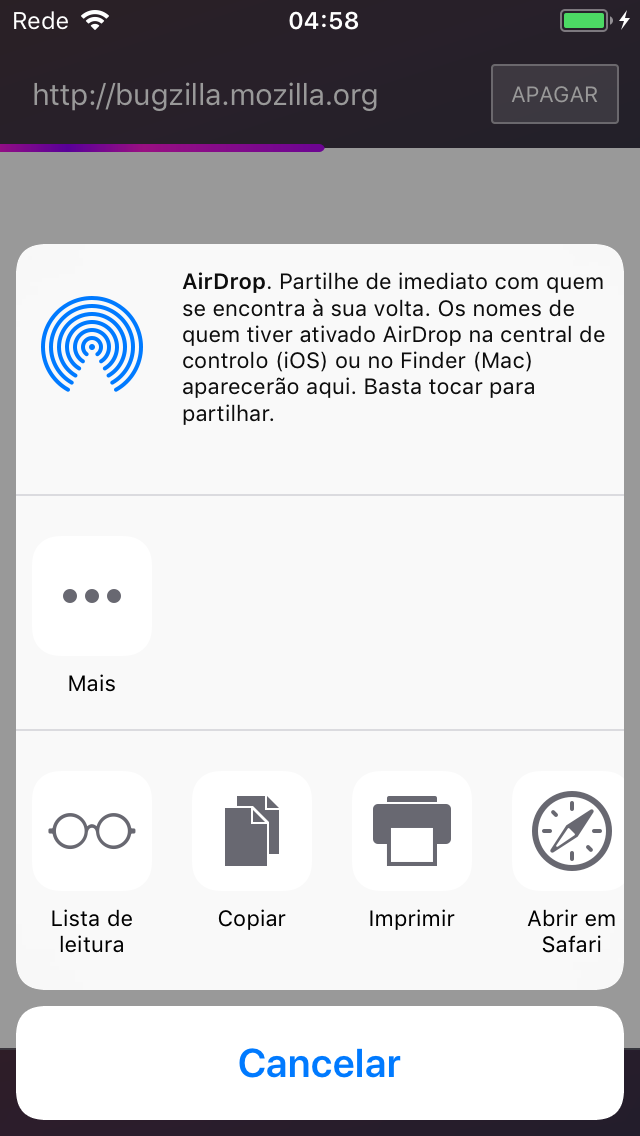 Rede 04:58
http://bugzilla.mozilla.org APAGAR
AirDrop. Partilhe de imediato com quem
se encontra à sua volta. Os nomes de
quem tiver ativado AirDrop na central de
controlo (iOS) ou no Finder (Mac)
aparecerão aqui. Basta tocar para
partilhar.
Mais
Lista de
leitura
Copiar
Imprimir
Abrir em
Safari
Cancelar